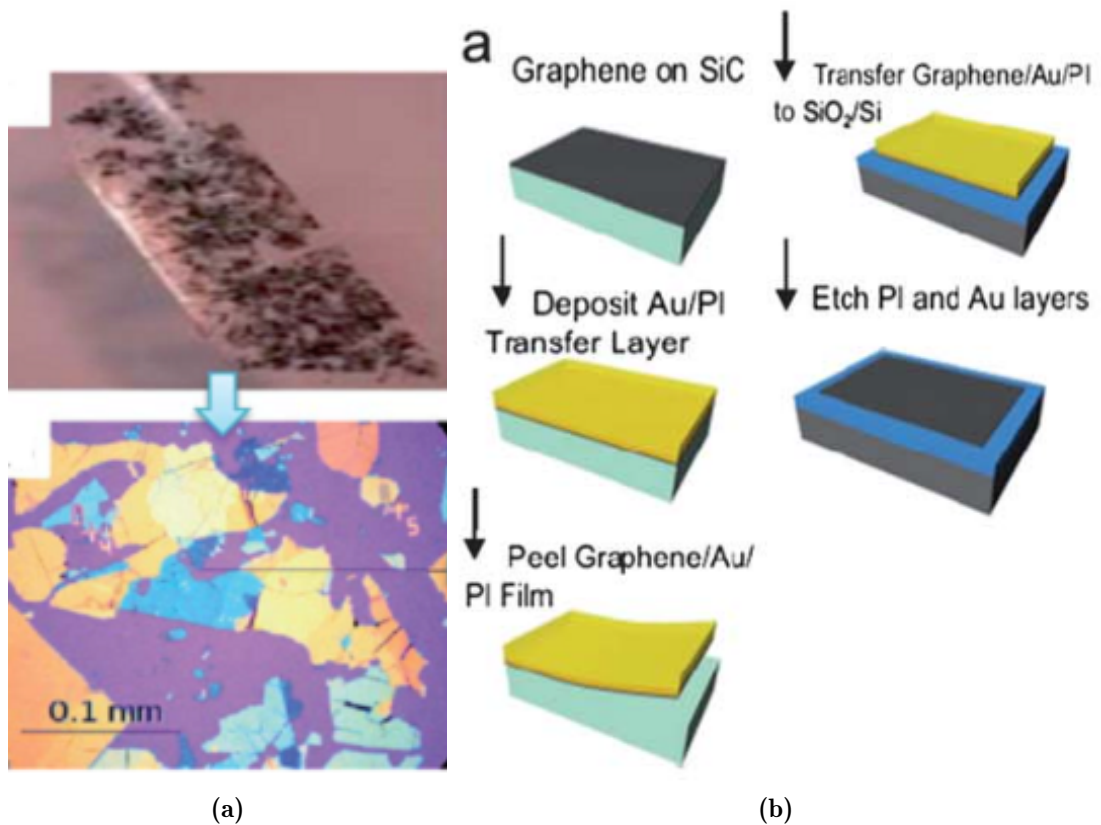 a
Graphene on SiC
Deposit Au/PI
Transfer Layer
Peel Graphene/Au/
PI Film
Transfer Graphene/Au/PI
to SiO₂/Si
Etch PI and Au layers
0.1 mm
(a)
(b)